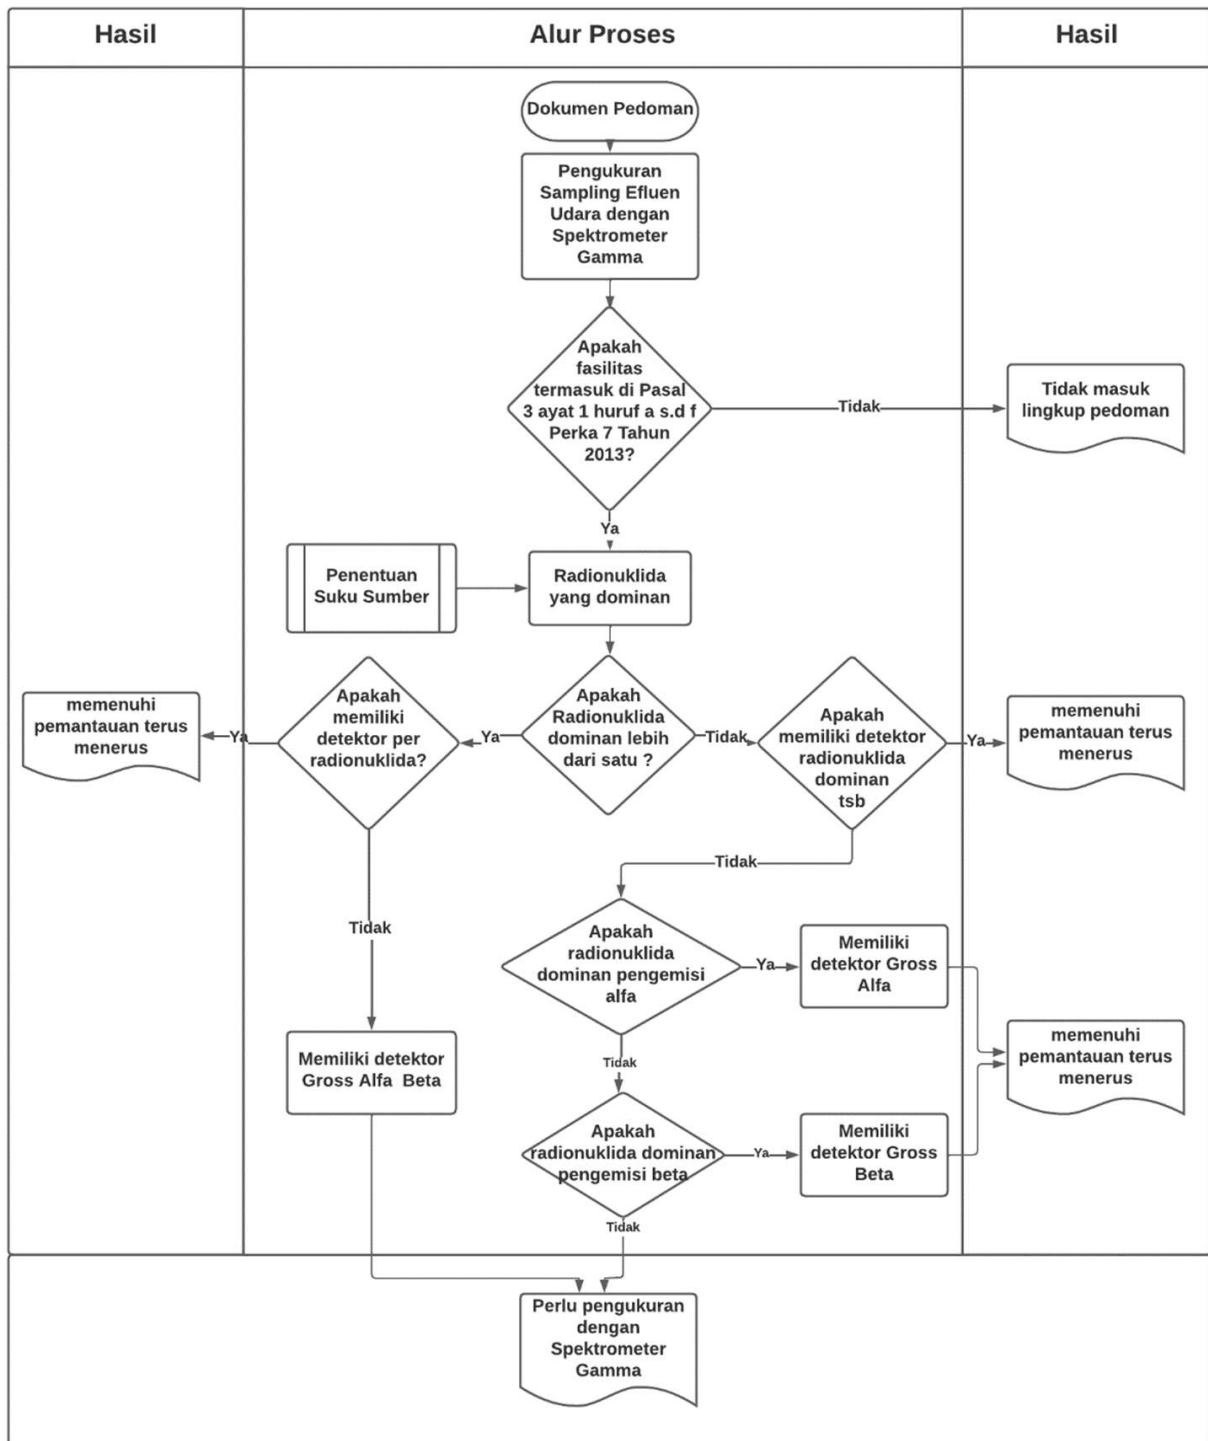 Hasil
Alur Proses
Hasil
Dokumen Pedoman
Pengukuran
Sampling Efluen
Udara dengan
Spektrometer
Gamma
Apakah
fasilitas
termasuk di Pasal
3 ayat 1 huruf a s.d f
Perka 7 Tahun
2013?
Tidak
Tidak masuk
lingkup pedoman
Ya
Penentuan
Suku Sumber
Radionuklida
yang dominan
memenuhi
pemantauan terus
menerus
Ya
Apakah
memiliki
detektor per
radionuklida?
Ya
Apakah
Radionuklida
dominan lebih
dari satu ?
Tidak
Apakah
memiliki detektor
radionuklida
dominan
tsb
Ya
memenuhi
pemantauan terus
menerus
Tidak
Tidak
Apakah
radionuklida
dominan pengemisi
alfa
Ya
Memiliki
detektor Gross
Alfa
memenuhi
pemantauan terus
menerus
Memiliki detektor
Gross Alfa  Beta
Tidak
Apakah
radionuklida dominan
pengemisi beta
Ya
Memiliki
detektor Gross
Beta
Tidak
Perlu pengukuran
dengan
Spektrometer
Gamma